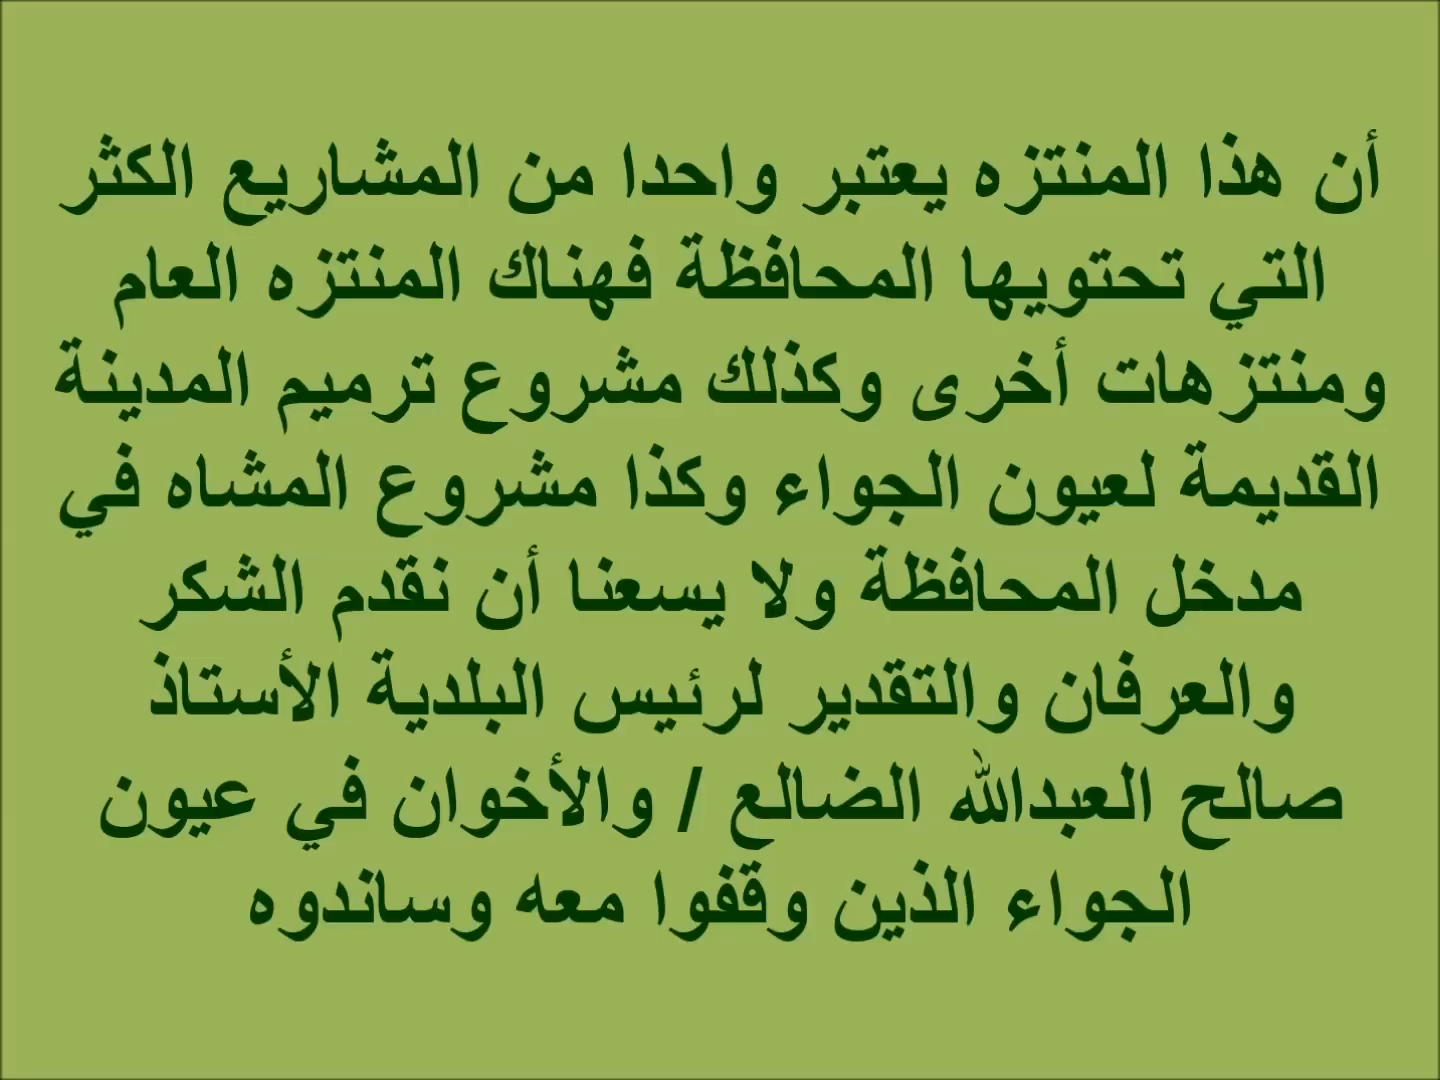 أن هذا المنتزه يعتبر واحدا من المشاريع الكثر
التي تحتويها المحافظة فهناك المنتزه العام
ومنتزهات أخرى وكذلك مشروع ترميم المدينة
القديمة لعيون الجواء وكذا مشروع المشاه في
مدخل المحافظة ولا يسعنا أن نقدم الشكر
والعرفان والتقدير لرئيس البلدية الأستاذ
صالح العبدالله الضالع / والأخوان في عيون
الجواء الذين وقفوا معه وساندوه